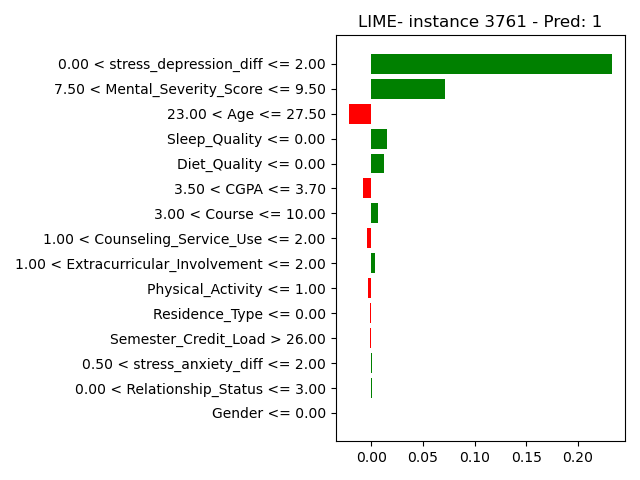 LIME- instance 3761 - Pred: 1
0.00 < stress_depression_diff <= 2.00
7.50 < Mental_Severity_Score <= 9.50
23.00 < Age <= 27.50
Sleep_Quality <= 0.00
Diet_Quality <= 0.00
3.50 < CGPA <= 3.70
3.00 < Course <= 10.00
1.00 < Counseling_Service_Use <= 2.00
1.00 < Extracurricular_Involvement <= 2.00
Physical_Activity <= 1.00
Residence_Type <= 0.00
Semester_Credit_Load > 26.00
0.50 < stress_anxiety_diff <= 2.00
0.00 < Relationship_Status <= 3.00
Gender <= 0.00
0.00 0.05 0.10 0.15 0.20